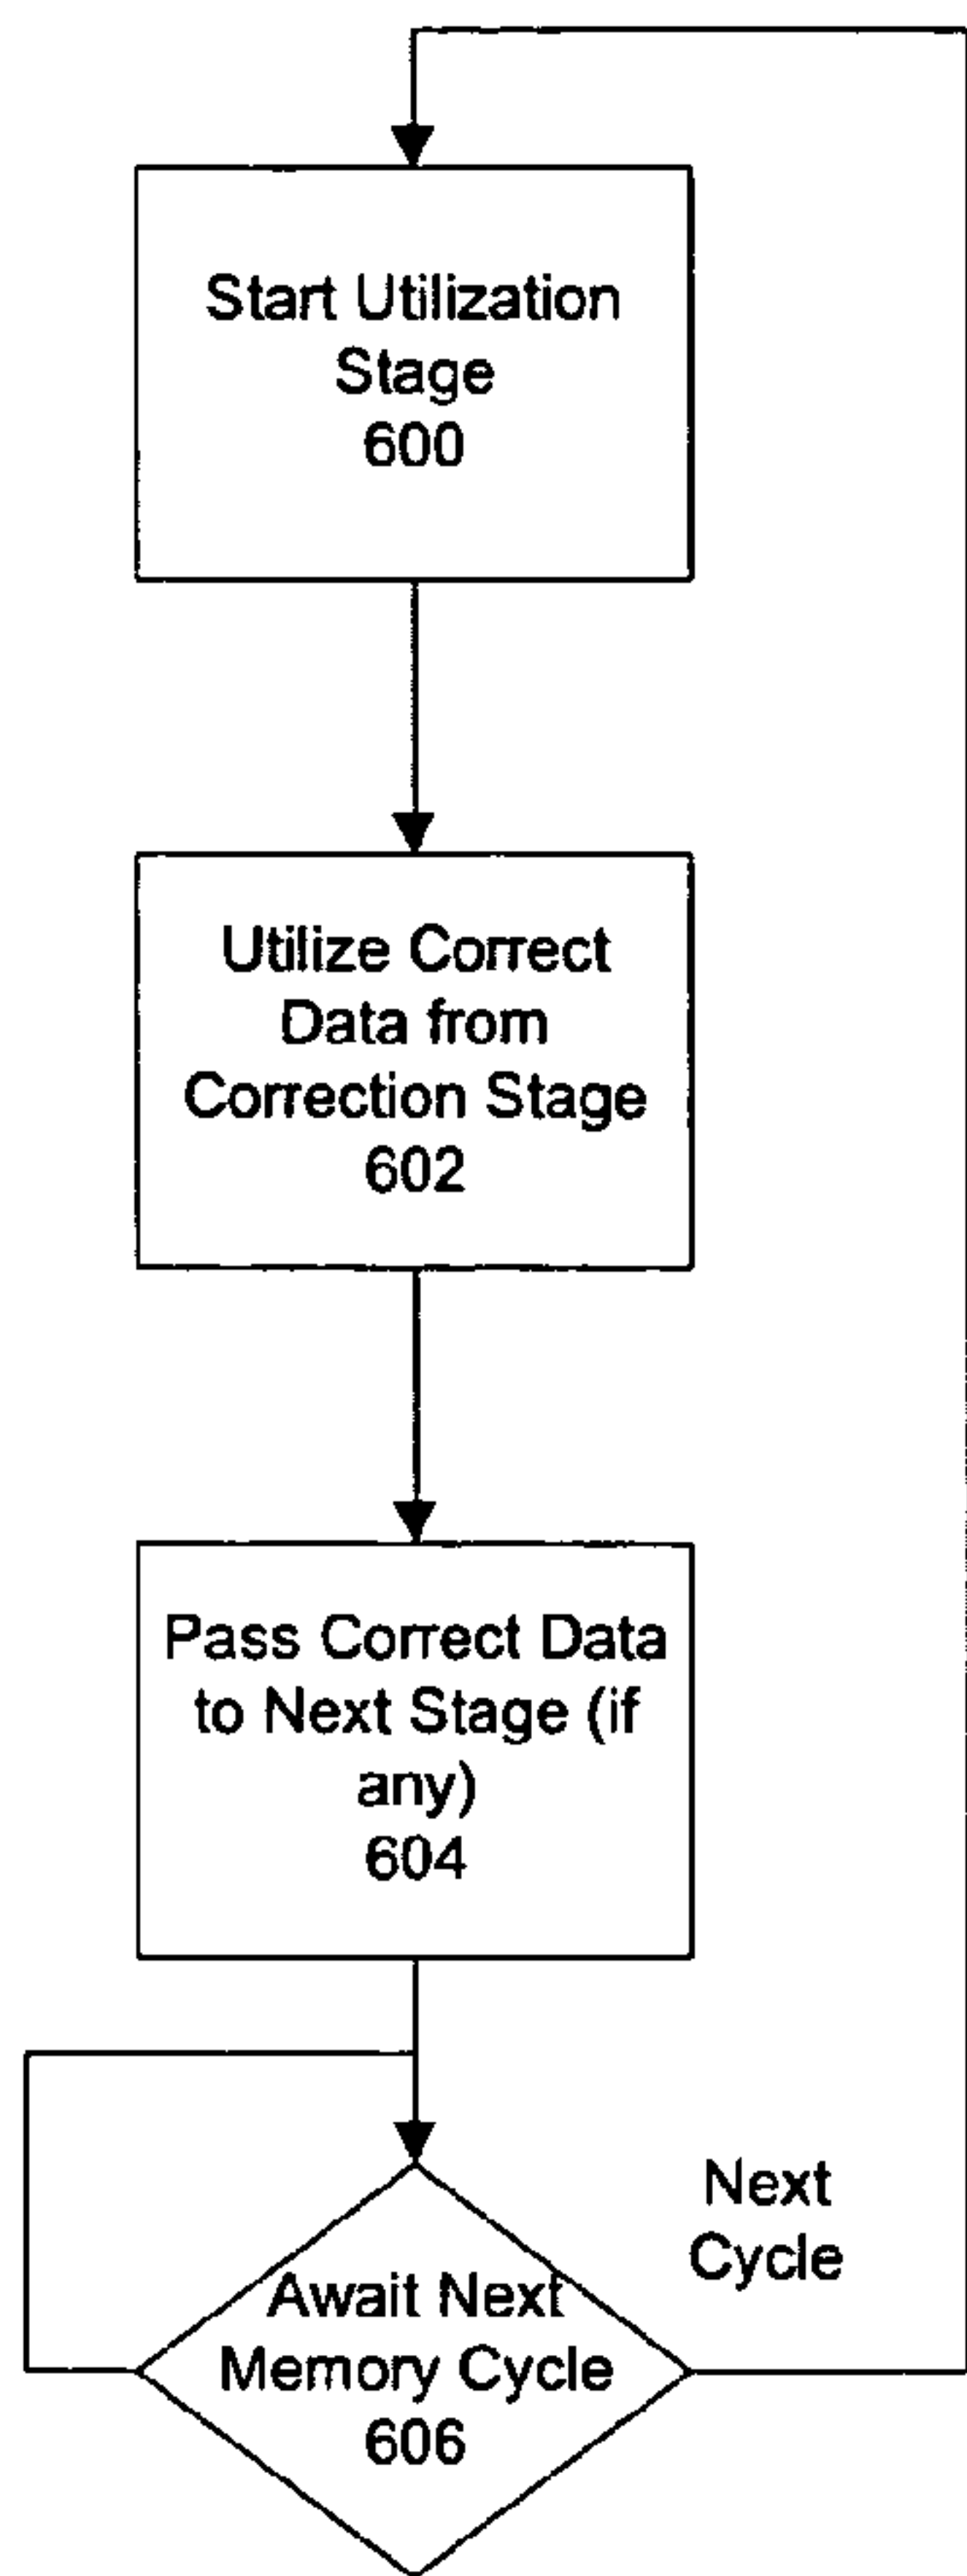 Start Utilization
Stage
600
Utilize Correct
Data from
Correction Stage
602
Pass Correct Data
to Next Stage (if
any)
604
Next
Cycle
Await Next
Memory Cycle
606